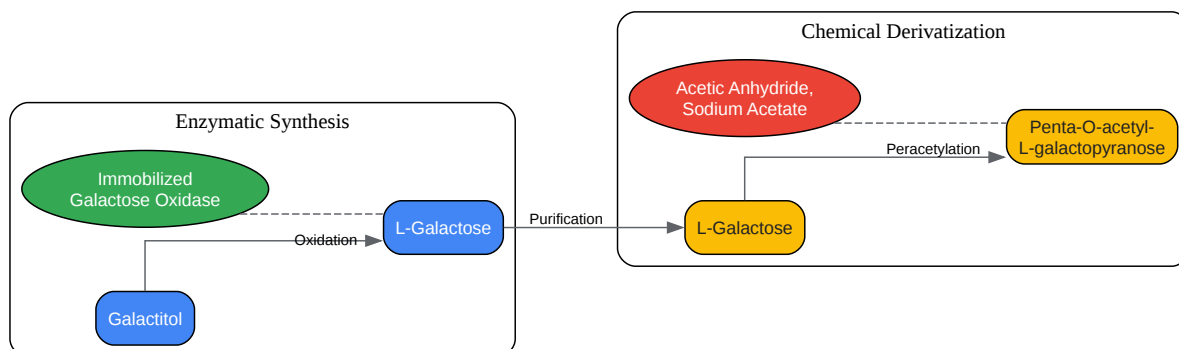 Enzymatic Synthesis
Immobilized
Galactose Oxidase
L-Galactose
Oxidation
Galactitol
Purification
Chemical Derivatization
Acetic Anhydride,
Sodium Acetate
Penta-O-acetyl-
L-galactopyranose
Peracetylation
L-Galactose